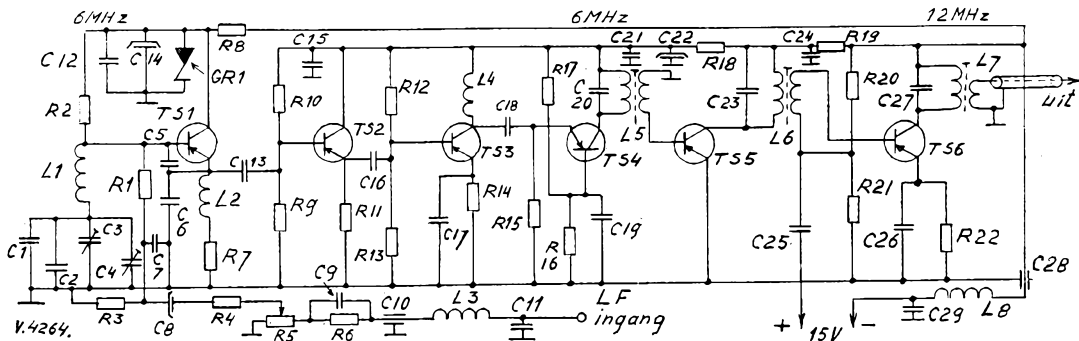 6MHz 6MHz 12MHz
R8 C15 C21 C22 C24 R19
C12 C14 GR1 R17 R18 R20 L7
R2 TS1 R10 R12 L4 C18 C20 L5 C23 L6 C27 uit
C5 C13 TS2 TS3 TS4 TS5 TS6
L1 R1 L2 C16
C6 R9 R11 R14 R15 C19 R21
C1 C3 C7 R7 R13 C17 R16 C25 C26 R22
C2 C4 C9 L3 C11 LF C28
R3 C8 R4 R5 R6 C10 ingang + 15V - C29 L8
V.4264.